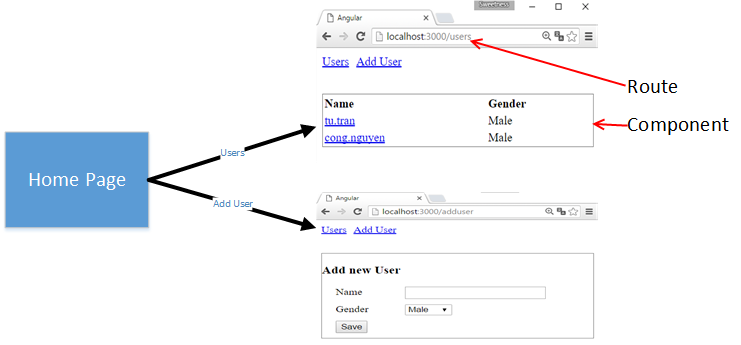 Sweetness
Angular
localhost:3000/users
Users Add User
Route
Name Gender
tu.tran Male
cong.nguyen Male
Component
Home Page
Users
Add User
Angular
localhost:3000/adduser
Users Add User
Add new User
Name
Gender Male
Save